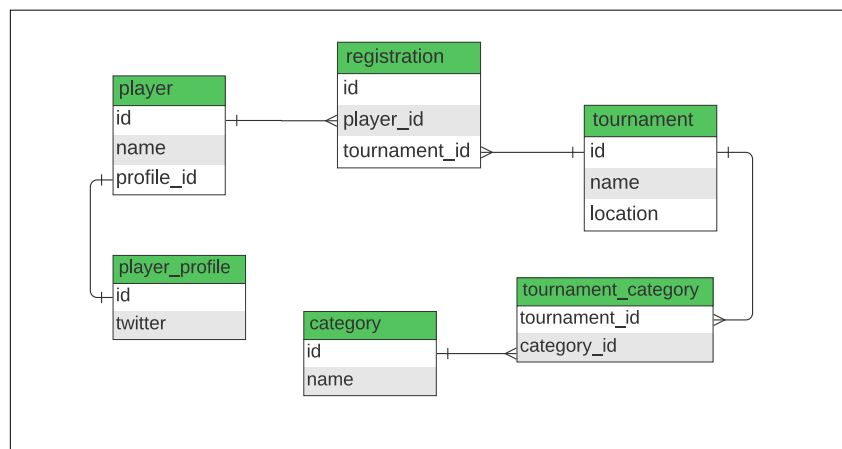 player
id
name
profile_id
registration
id
player_id
tournament_id
tournament
id
name
location
player_profile
id
twitter
category
id
name
tournament_category
tournament_id
category_id